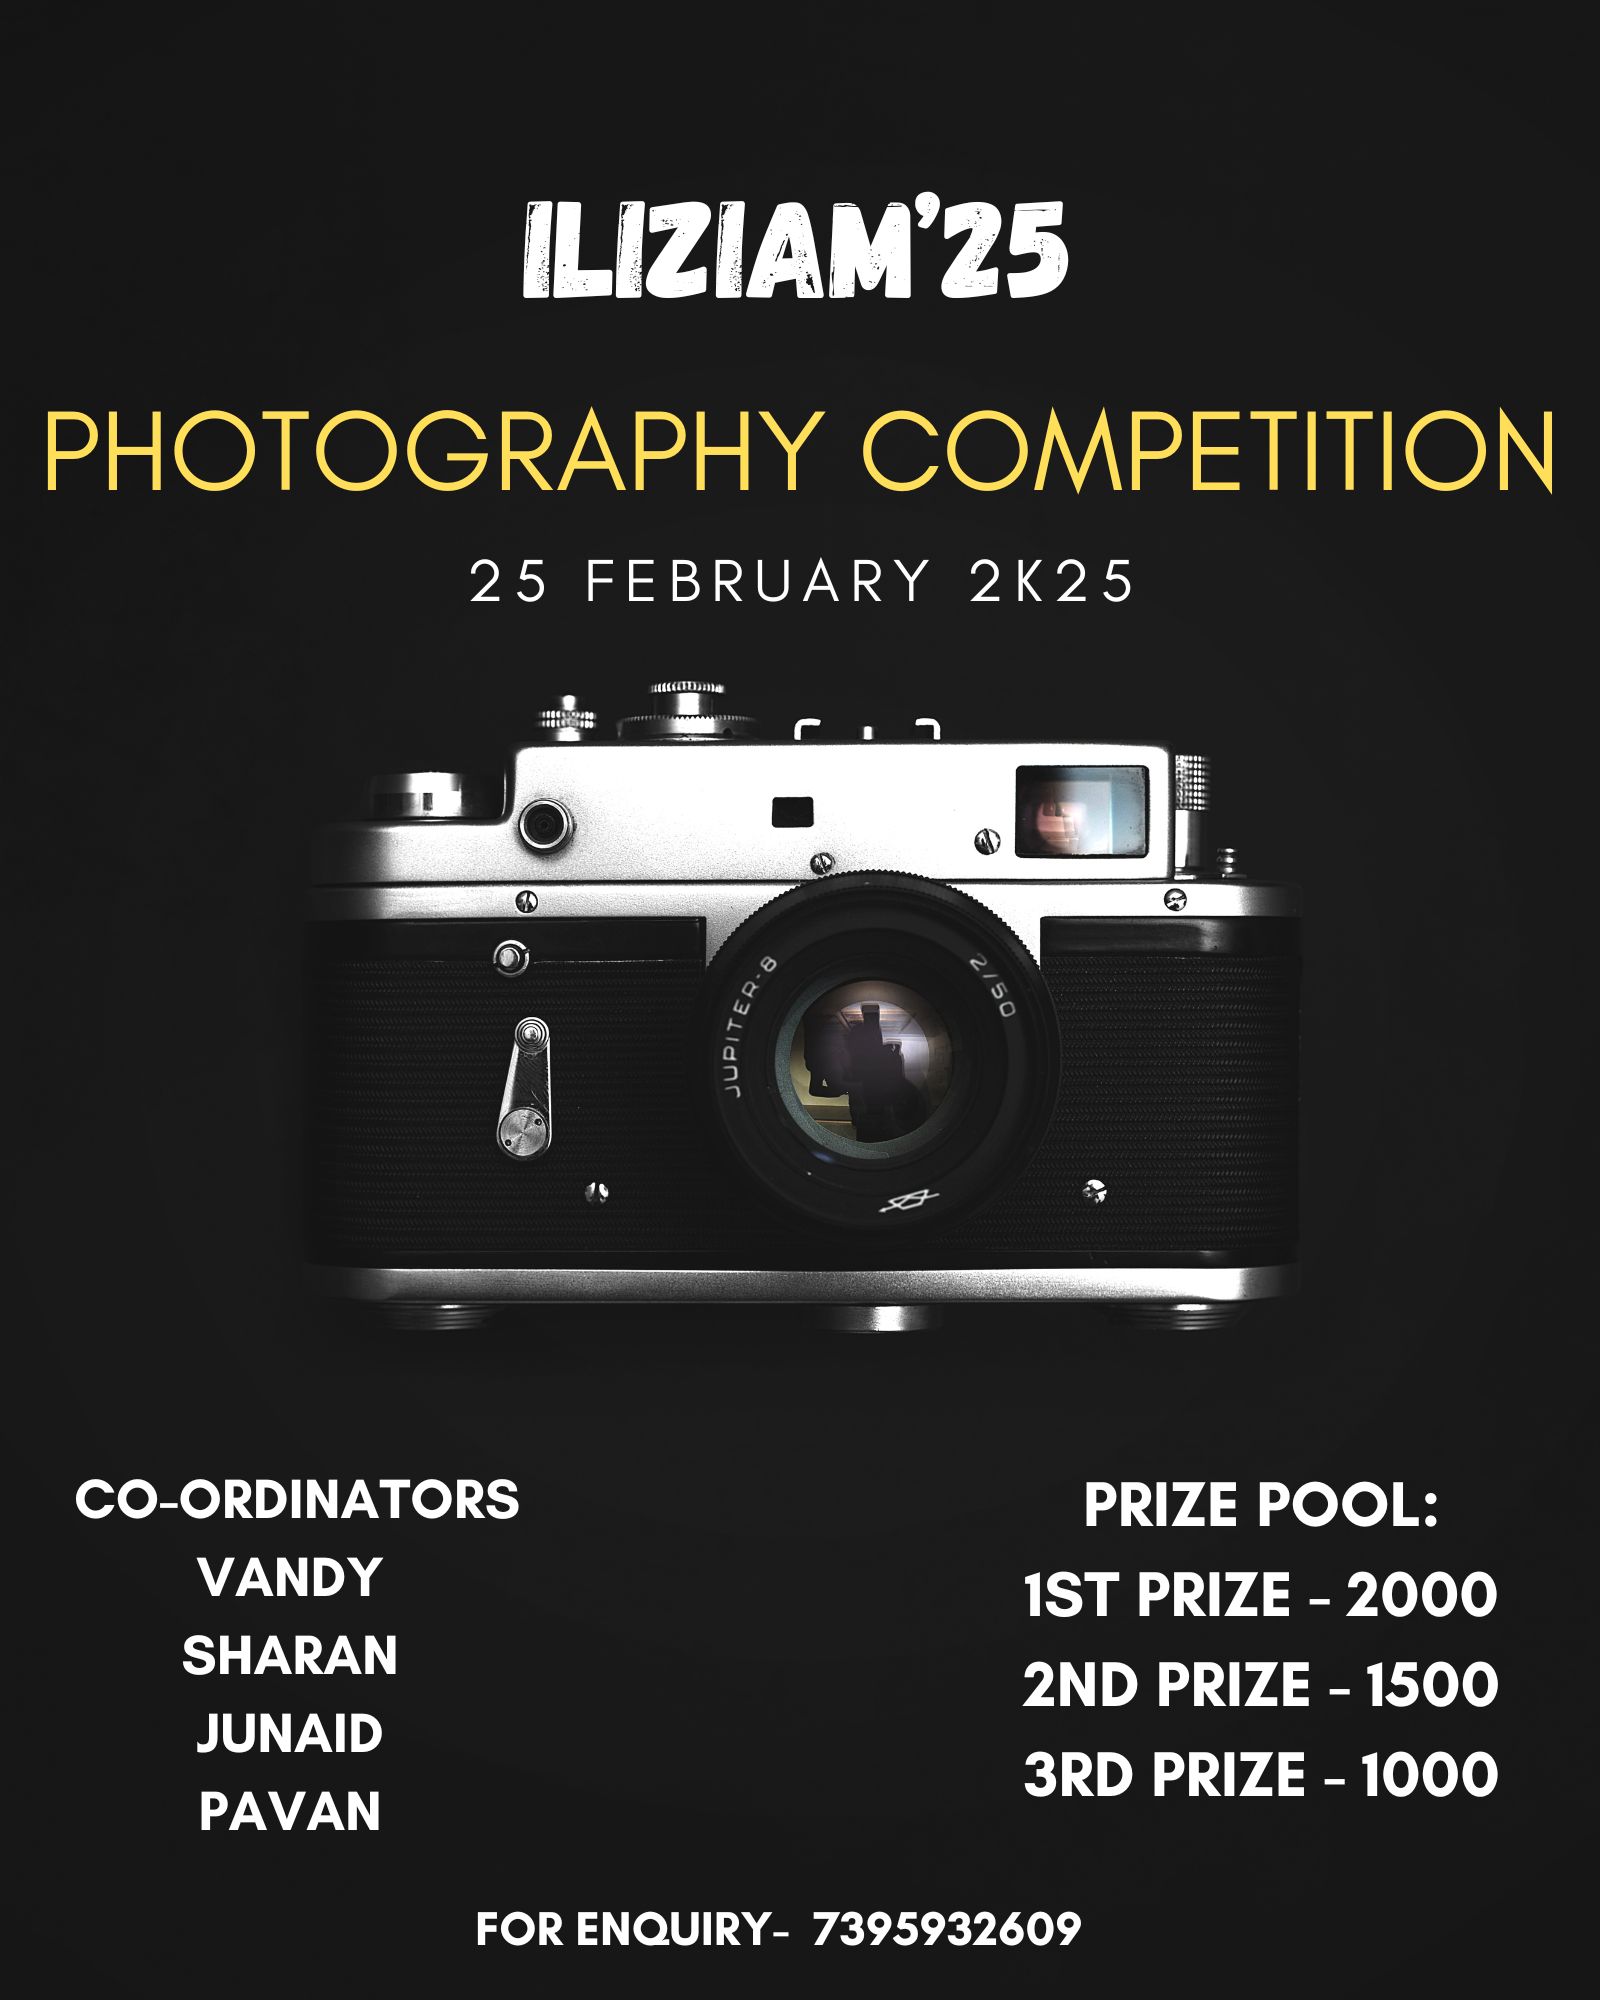 ILIZIAM'25
PHOTOGRAPHY COMPETITION
25 FEBRUARY 2K25
JUPITER-8
2/50
CO-ORDINATORS
VANDY
SHARAN
JUNAID
PAVAN
PRIZE POOL:
1ST PRIZE - 2000
2ND PRIZE - 1500
3RD PRIZE - 1000
FOR ENQUIRY- 7395932609